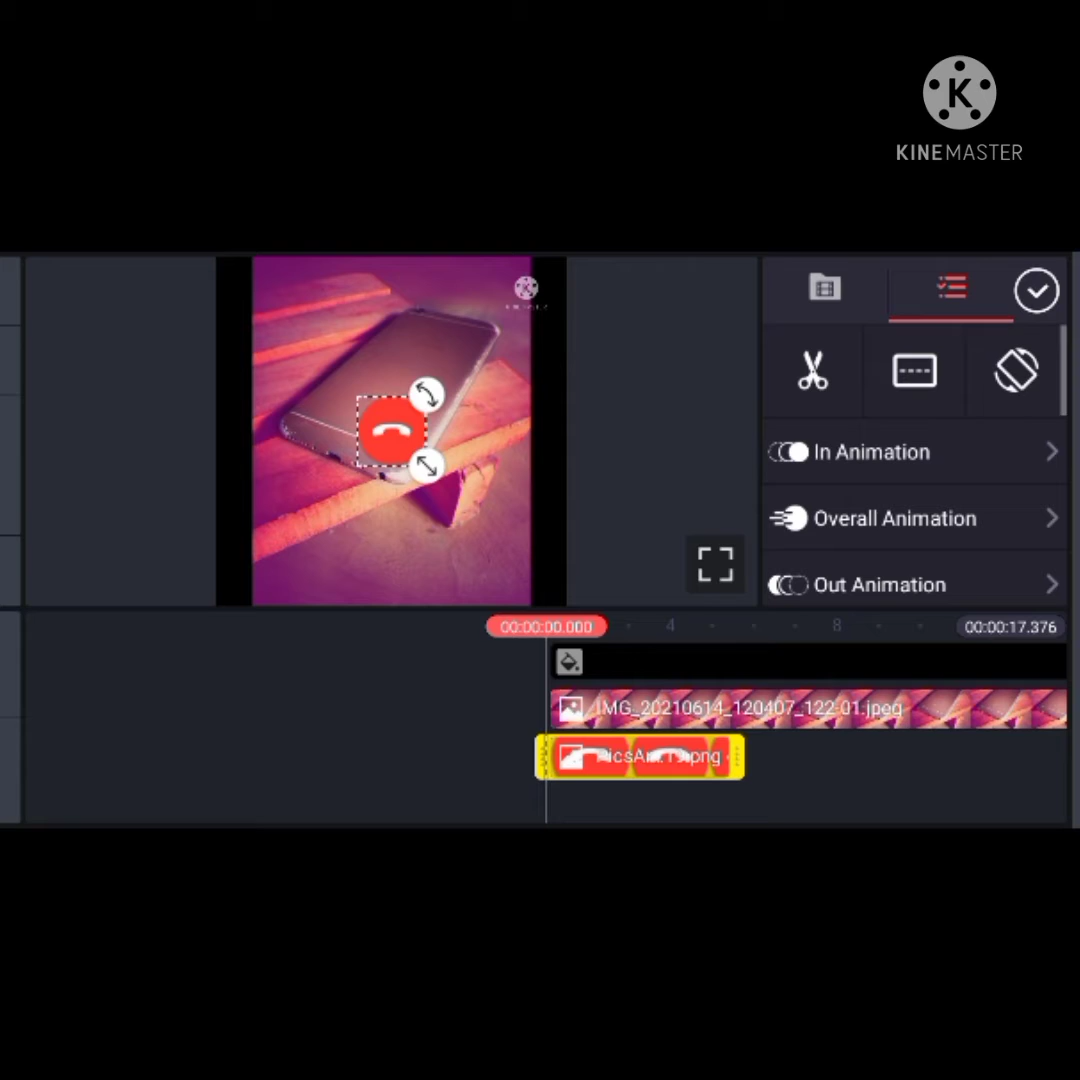 K
KINEMASTER
In Animation
Overall Animation
Out Animation
00:00:00.000
4
8
00:00:17.376
IMG_20210614_120407_122-01.jpeg